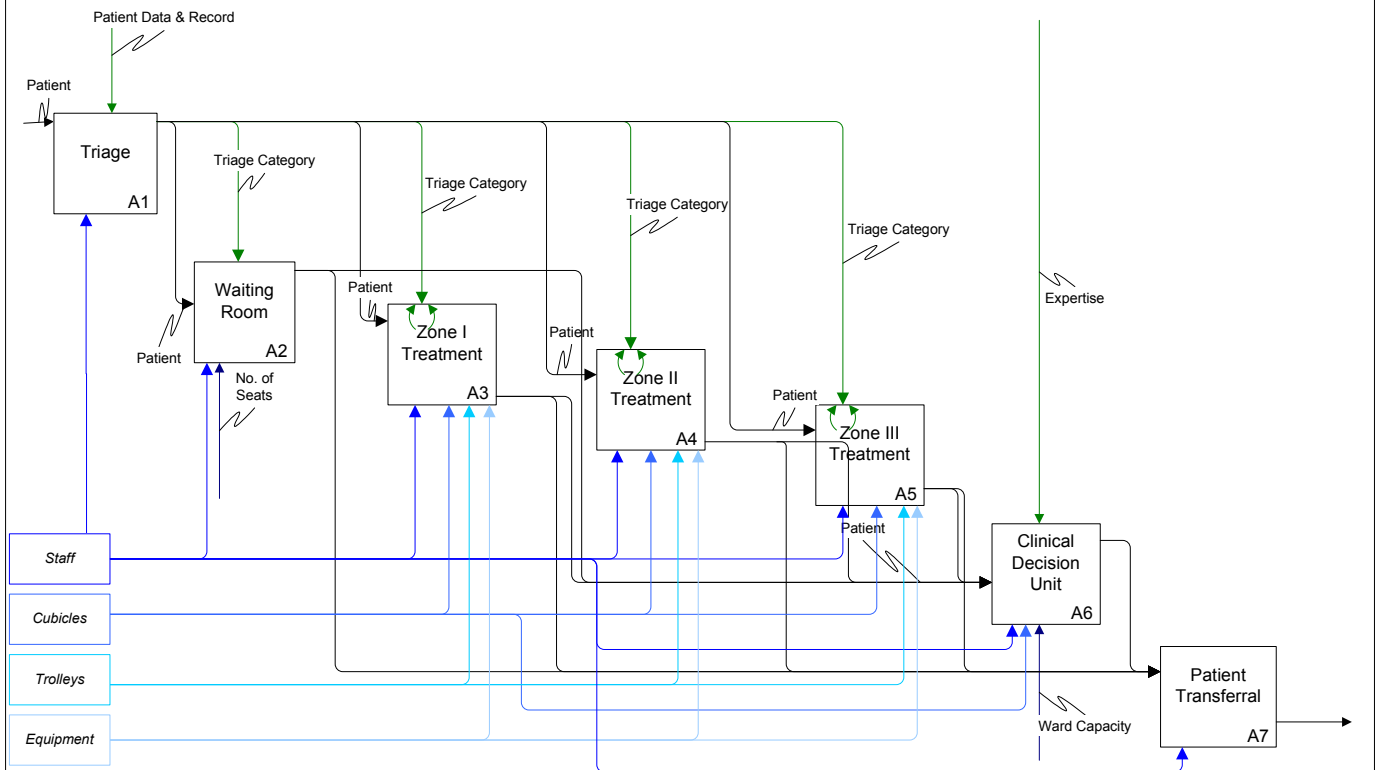 Patient Data & Record
Patient
Triage
A1
Triage Category
Triage Category
Triage Category
Triage Category
Waiting
Room
A2
Patient
Patient
No. of
Seats
Zone I
Treatment
A3
Patient
Zone II
Treatment
A4
Patient
Zone III
Treatment
A5
Expertise
Patient
Clinical
Decision
Unit
A6
Staff
Cubicles
Trolleys
Equipment
Ward Capacity
Patient
Transferral
A7